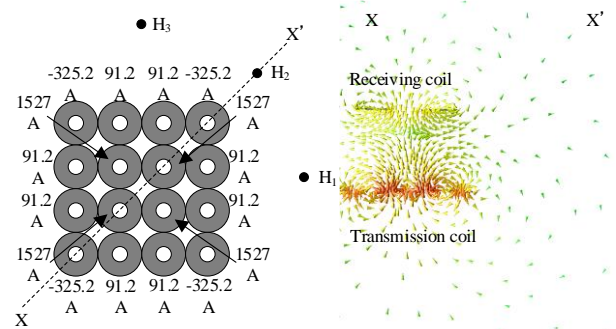 H3
X'
H2
-325.2 91.2 91.2 -325.2
A A A A
1527
A
1527
A
91.2
A
91.2
A
91.2
A
91.2
A
H1
1527
A
1527
A
-325.2 91.2 91.2 -325.2
A A A A
X
X X'
Receiving coil
Transmission coil